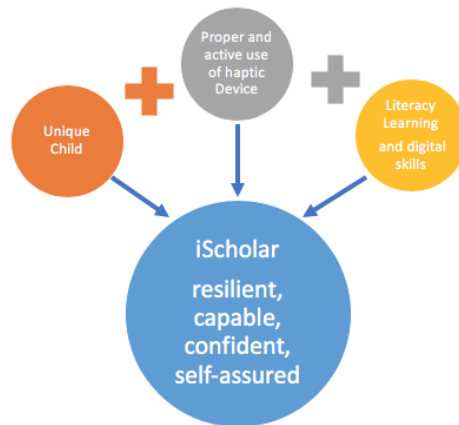 Proper and
active use
of haptic
Device
Unique
Child
Literacy
Learning
and digital
skills
iScholar
resilient,
capable,
confident,
self-assured